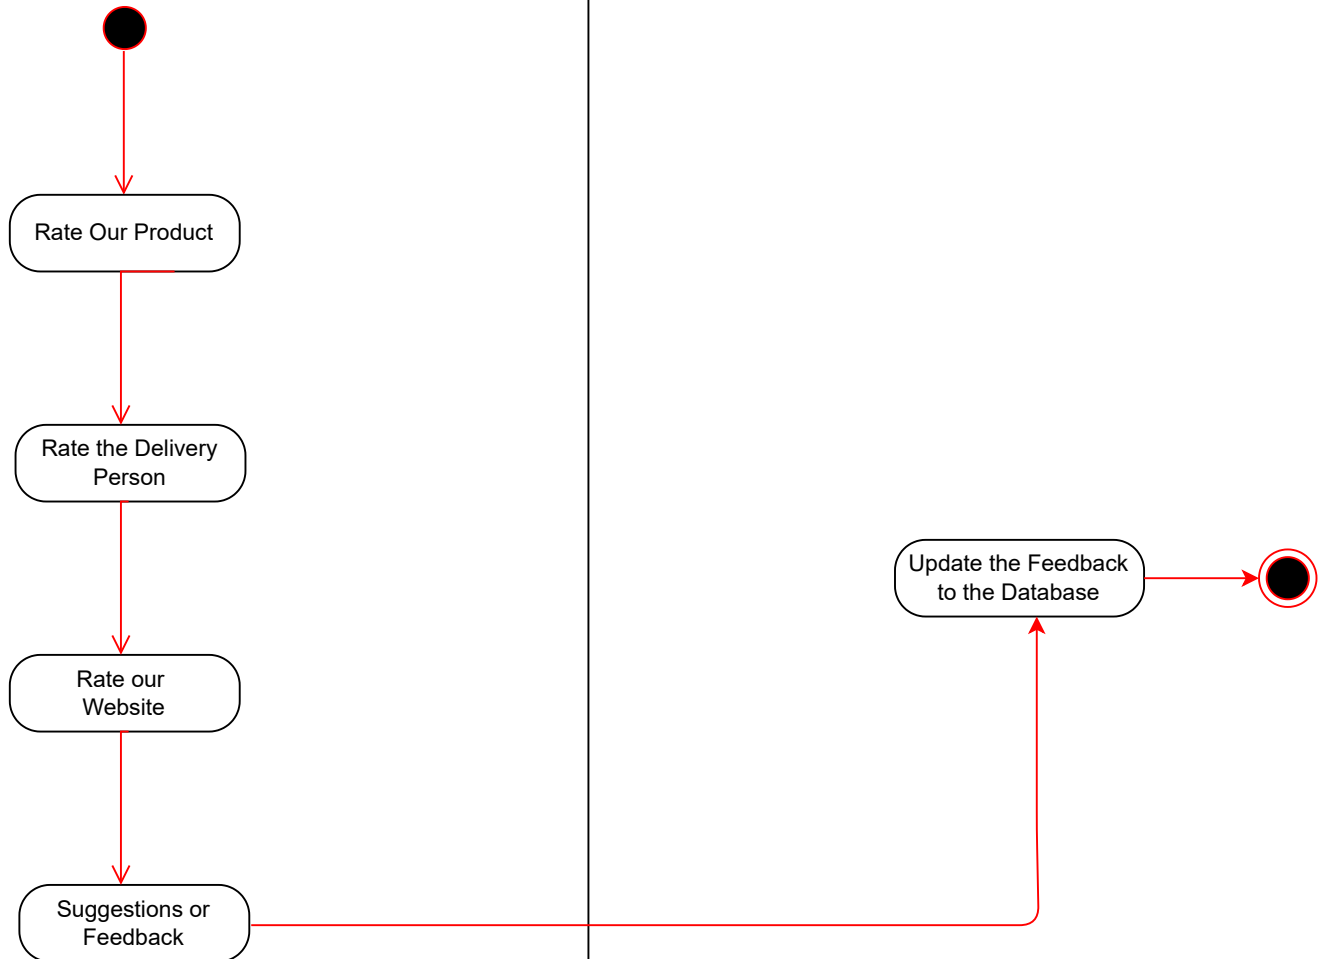 Rate Our Product
Rate the Delivery
Person
Rate our
Website
Suggestions or
Feedback
Update the Feedback
to the Database